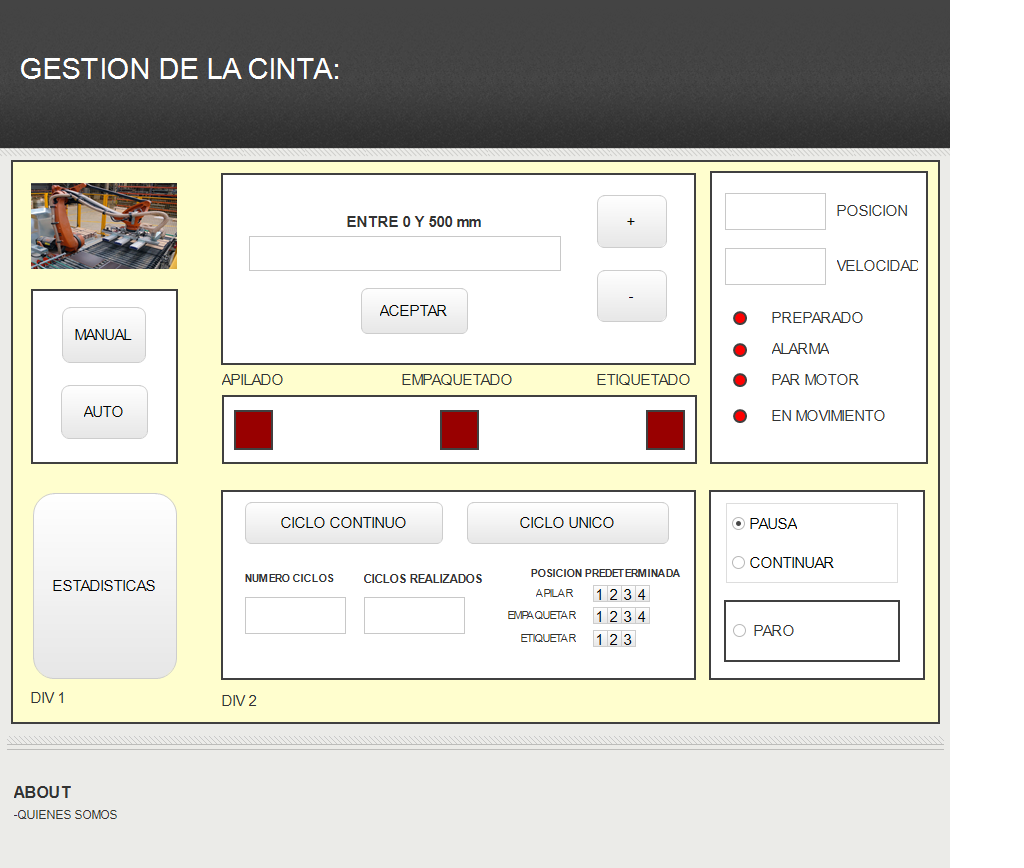 GESTION DE LA CINTA:
ENTRE 0 Y 500 mm
+
-
ACEPTAR
POSICION
VELOCIDAD
PREPARADO
ALARMA
PAR MOTOR
EN MOVIMIENTO
MANUAL
AUTO
APILADO EMPAQUETADO ETIQUETADO
ESTADISTICAS
CICLO CONTINUO CICLO UNICO
NUMERO CICLOS CICLOS REALIZADOS
POSICION PREDETERMINADA
APILAR 1 2 3 4
EMPAQUETAR 1 2 3 4
ETIQUETAR 1 2 3
PAUSA
CONTINUAR
PARO
DIV 1
DIV 2
ABOUT
-QUIENES SOMOS